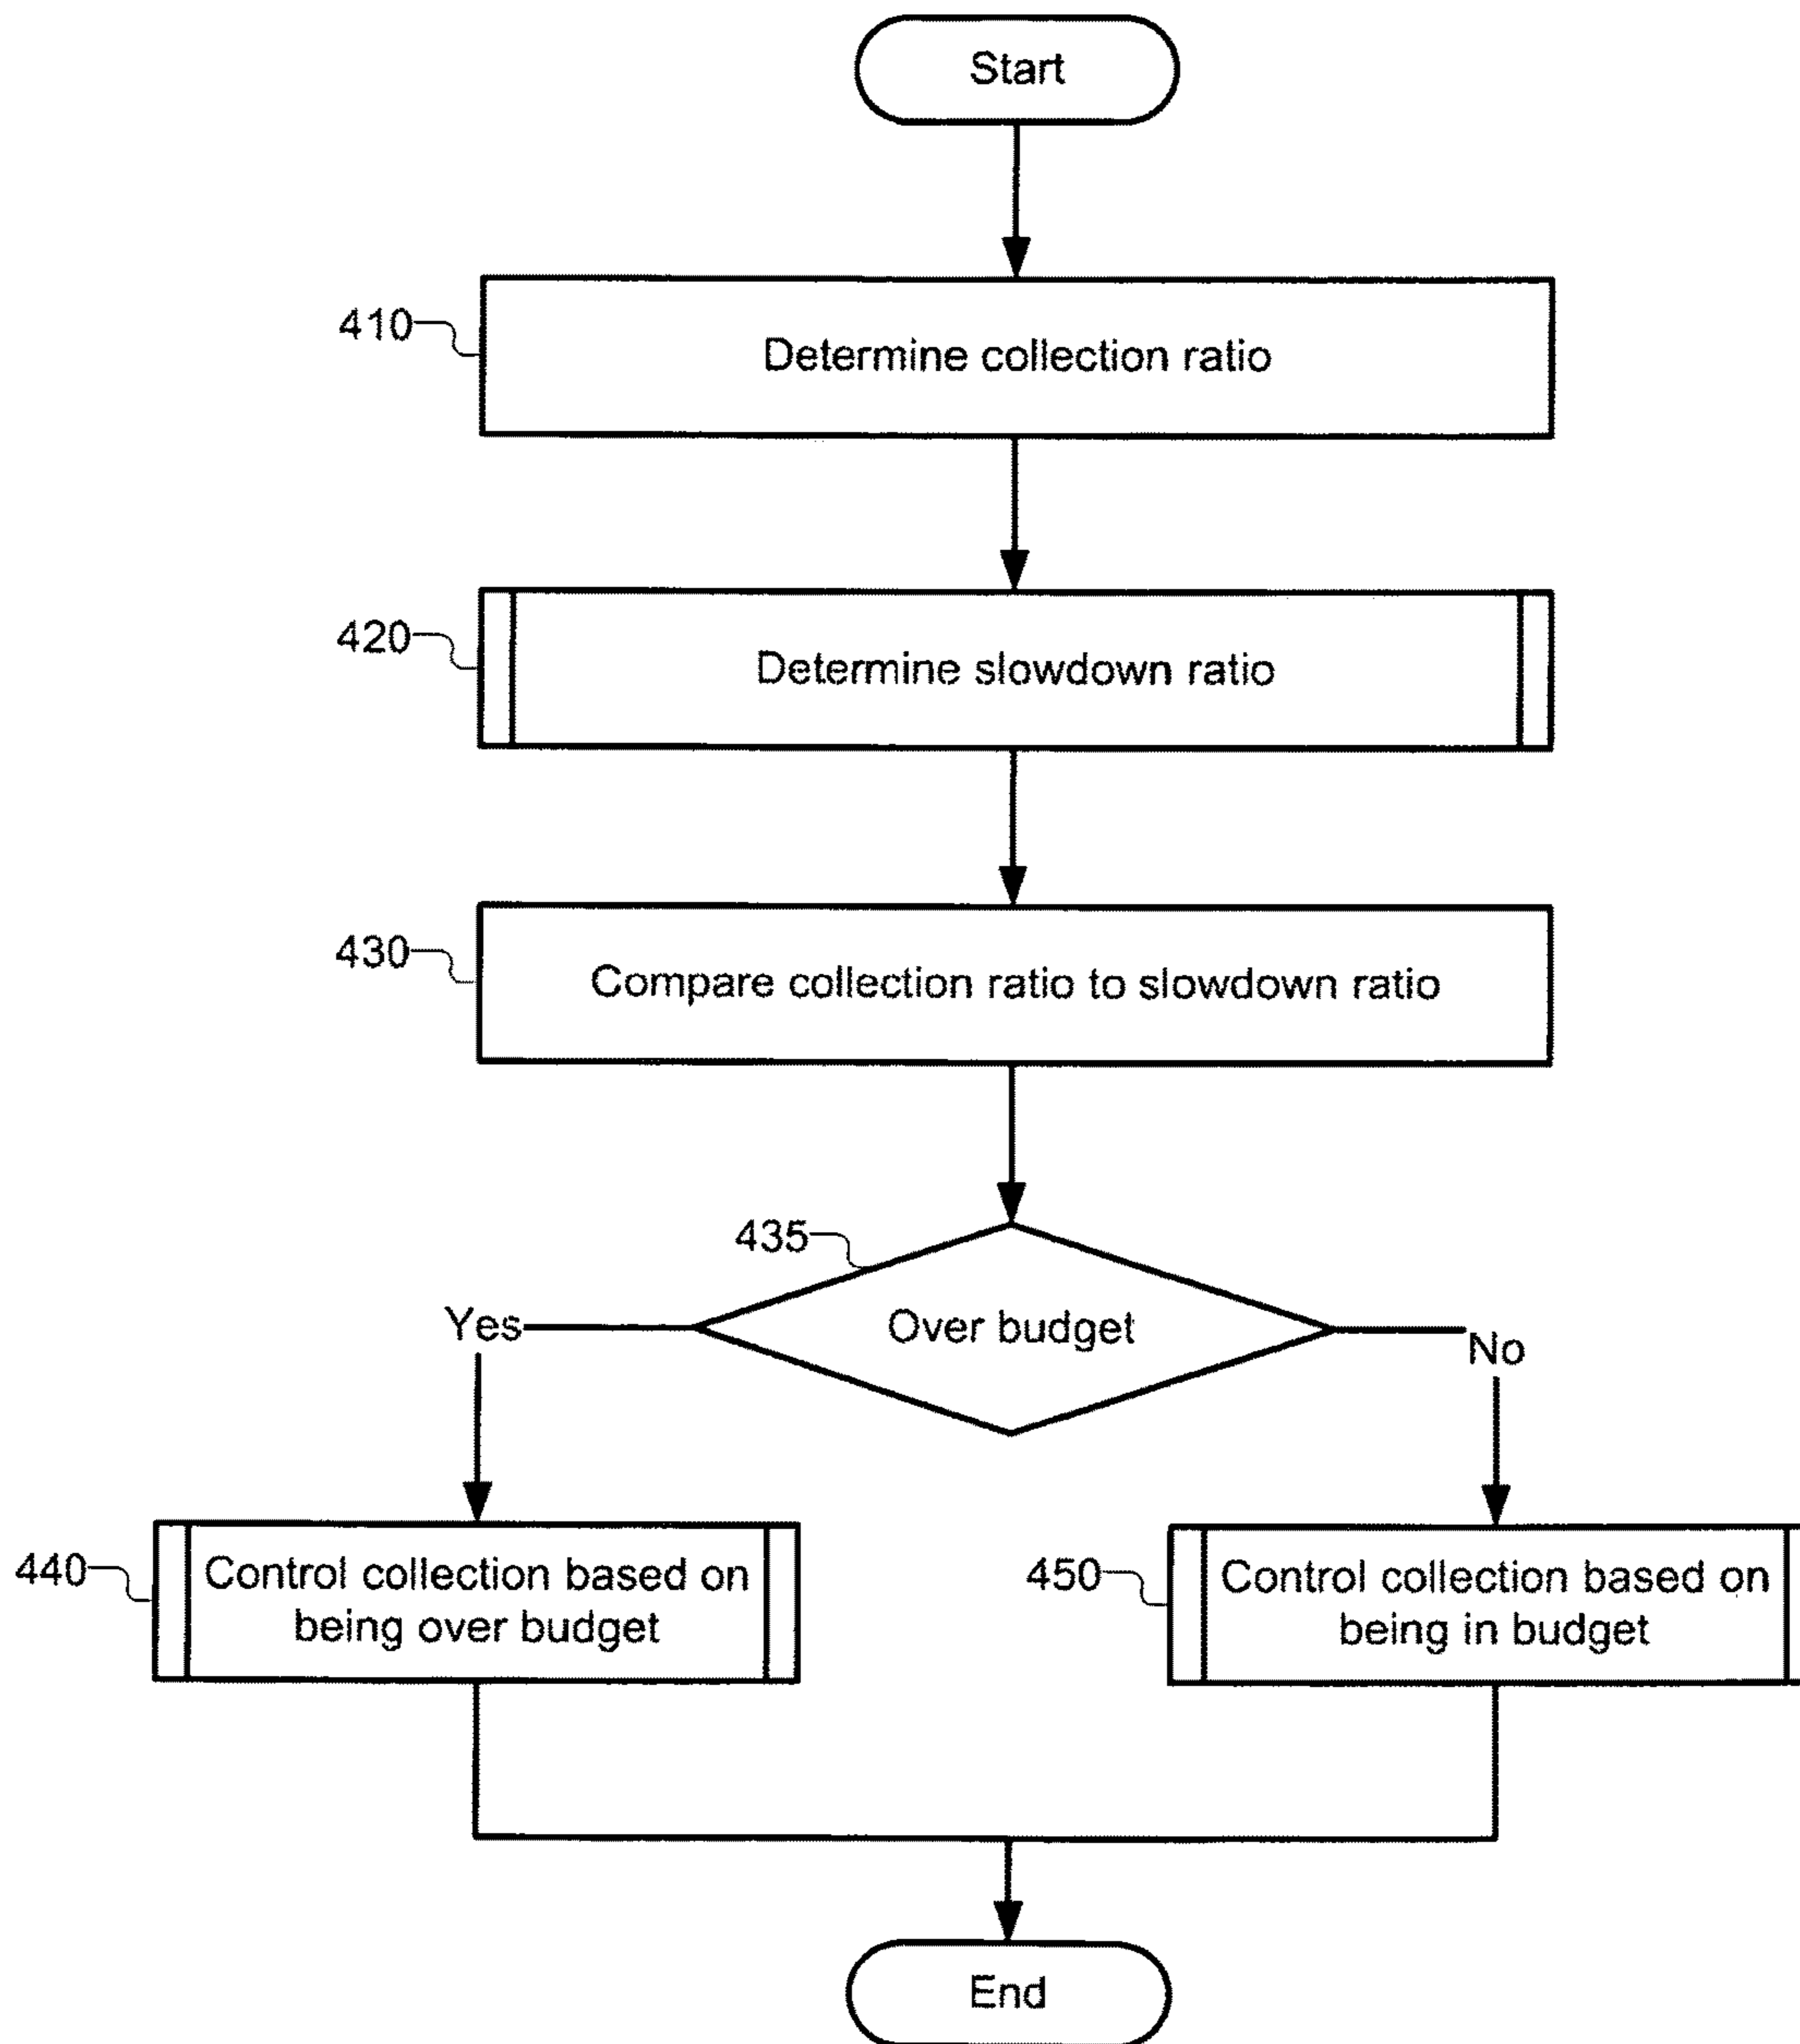 Start
410
Determine collection ratio
420
Determine slowdown ratio
430
Compare collection ratio to slowdown ratio
435
Over budget
Yes
No
440
Control collection based on
being over budget
450
Control collection based on
being in budget
End